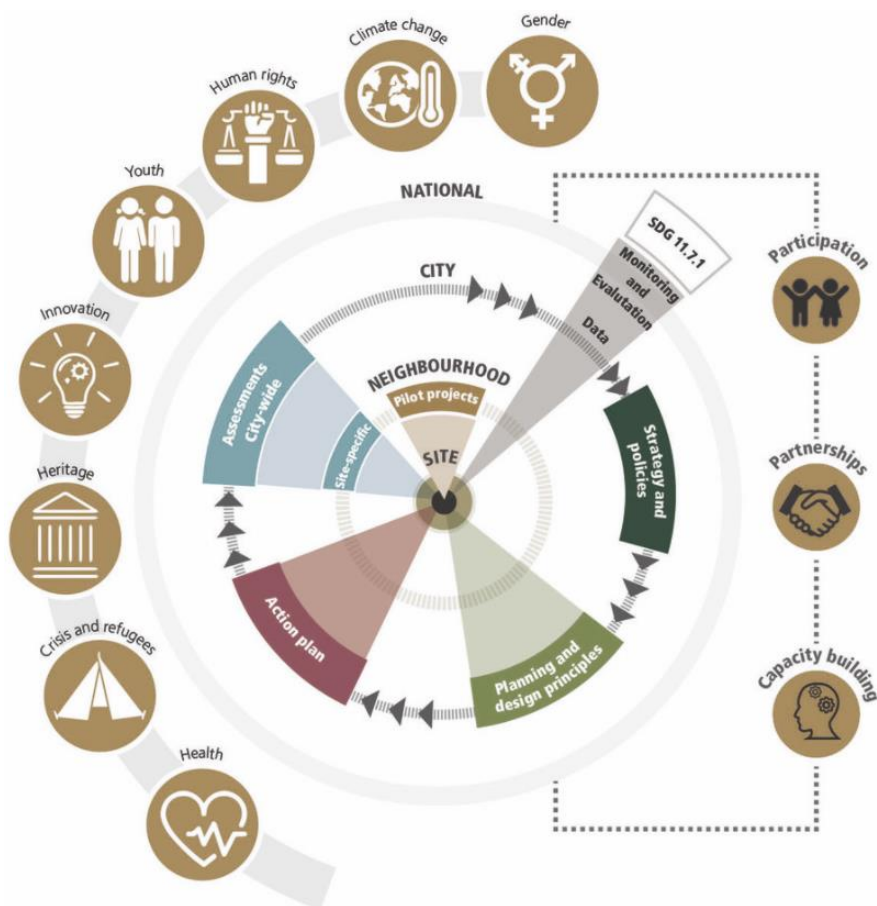 Gender
Climate change
Human rights
Youth
Innovation
Heritage
Crisis and refugees
Health
NATIONAL
CITY
NEIGHBOURHOOD
Pilot projects
SITE
SDG 11.7.1
Monitoring
and
Evalutation
Data
Assessments
City-wide
Site-specific
Strategy and
policies
Planning and
design principles
Action plan
Participation
Partnerships
Capacity building